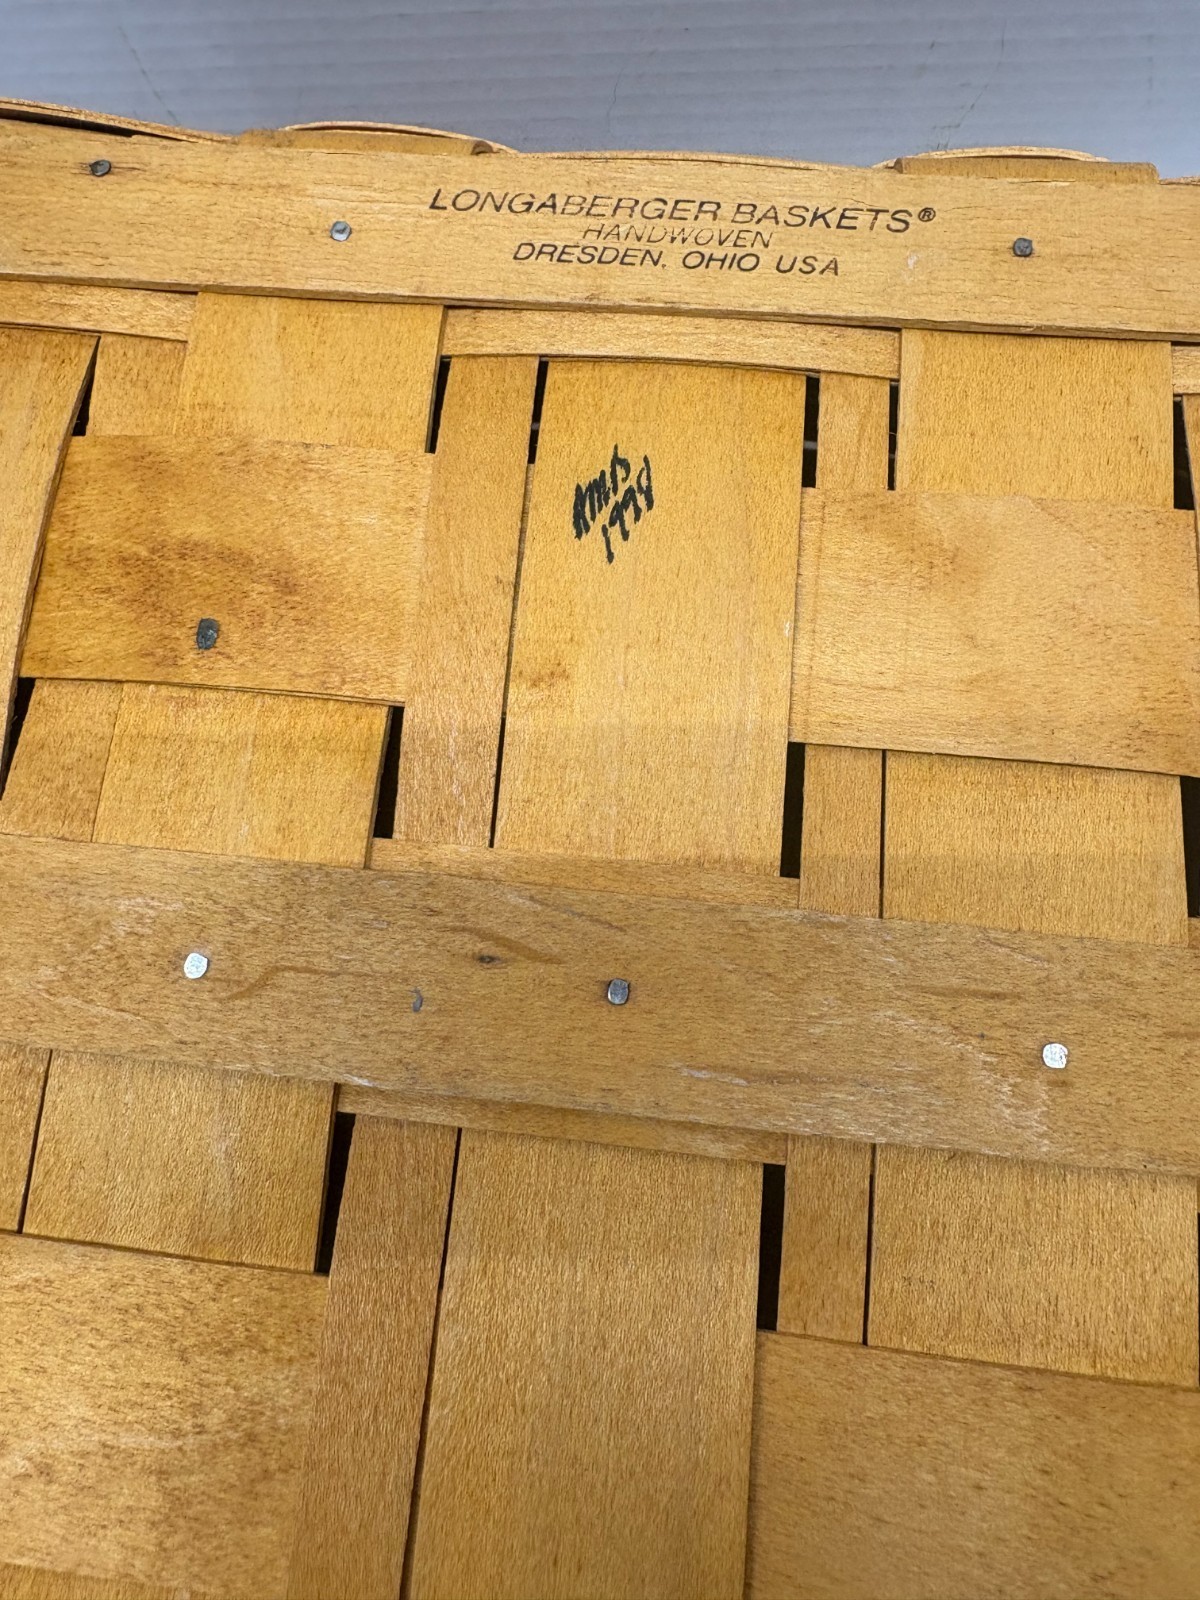 LONGABERGER BASKETS®
HANDWOVEN
DRESDEN, OHIO USA
1998